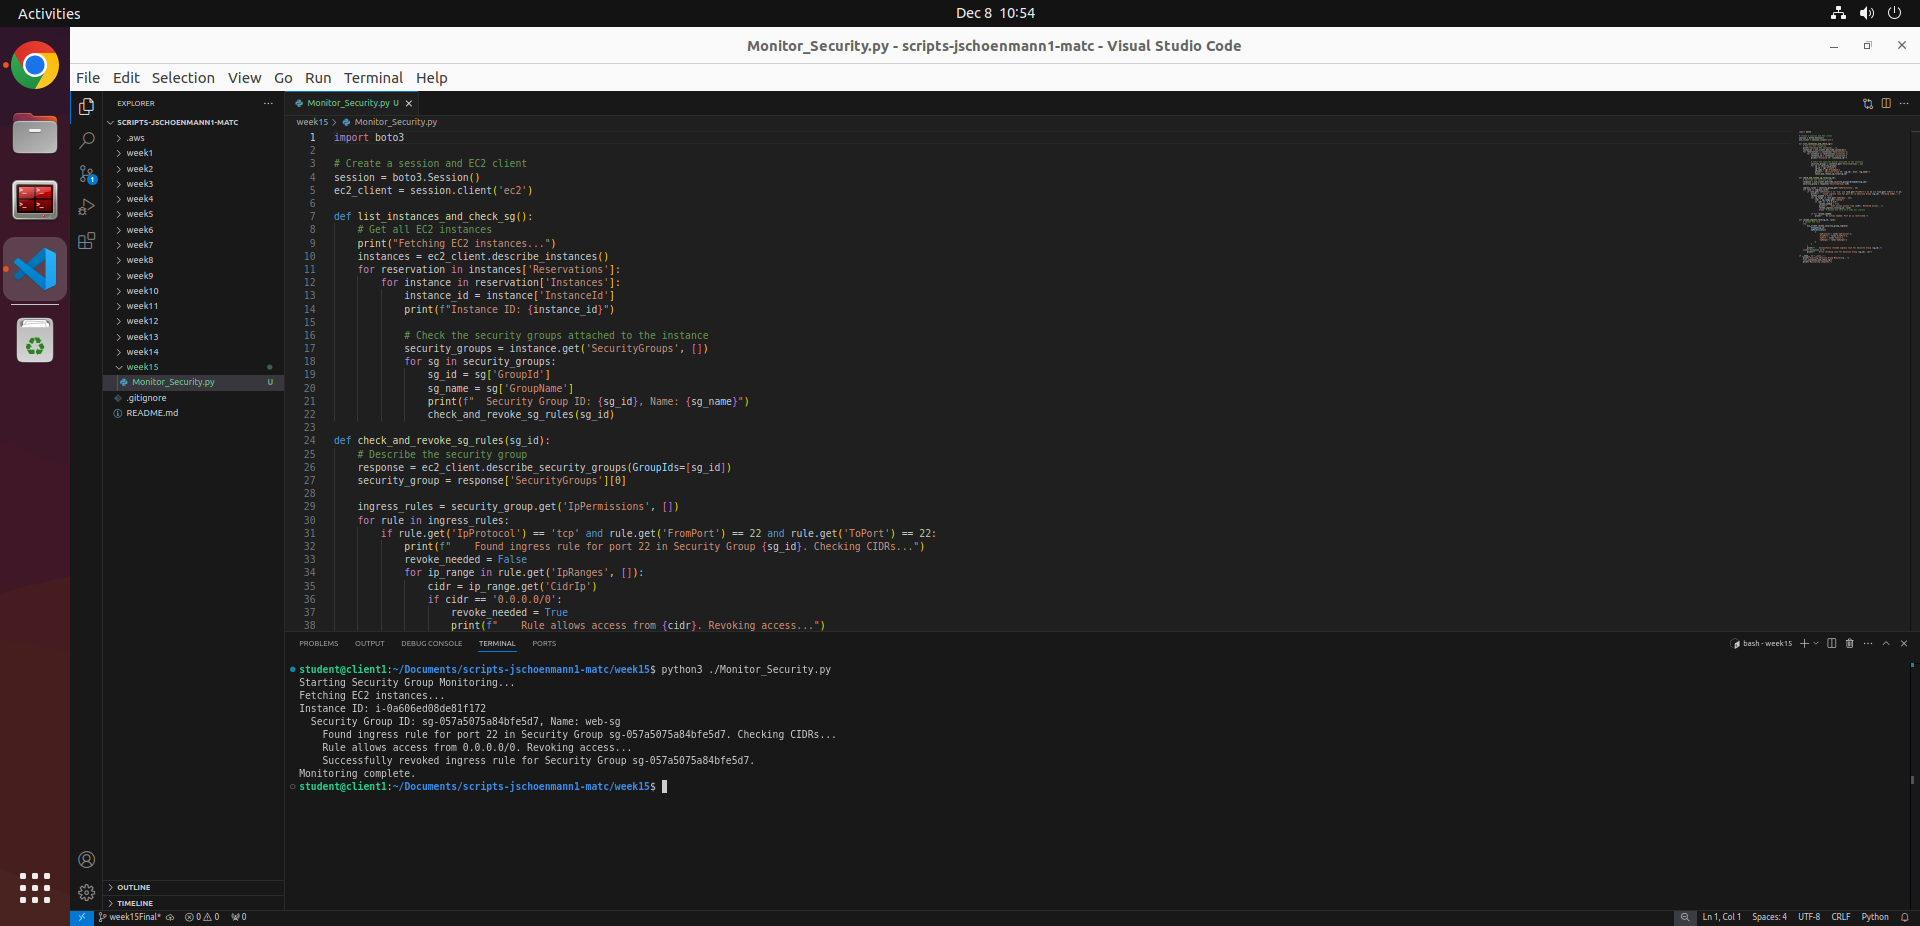 Activities
Dec 8 10:54
Monitor_Security.py - scripts-jschoenmann1-matc - Visual Studio Code
File Edit Selection View Go Run Terminal Help
EXPLORER
SCRIPTS-JSCHOENMANN1-MATC
.aws
week1
week2
week3
week4
week5
week6
week7
week8
week9
week10
week11
week12
week13
week14
week15
Monitor_Security.py U
.gitignore
README.md
OUTLINE
TIMELINE
Monitor_Security.py U
week15 > Monitor_Security.py
1 import boto3
2
3 # Create a session and EC2 client
4 session = boto3.Session()
5 ec2_client = session.client('ec2')
6
7 def list_instances_and_check_sg():
8 # Get all EC2 instances
9 print("Fetching EC2 instances...")
10 instances = ec2_client.describe_instances()
11 for reservation in instances['Reservations']:
12 for instance in reservation['Instances']:
13 instance_id = instance['InstanceId']
14 print(f"Instance ID: {instance_id}")
15
16 # Check the security groups attached to the instance
17 security_groups = instance.get('SecurityGroups', [])
18 for sg in security_groups:
19 sg_id = sg['GroupId']
20 sg_name = sg['GroupName']
21 print(f"  Security Group ID: {sg_id}, Name: {sg_name}")
22 check_and_revoke_sg_rules(sg_id)
23
24 def check_and_revoke_sg_rules(sg_id):
25 # Describe the security group
26 response = ec2_client.describe_security_groups(GroupIds=[sg_id])
27 security_group = response['SecurityGroups'][0]
28
29 ingress_rules = security_group.get('IpPermissions', [])
30 for rule in ingress_rules:
31 if rule.get('IpProtocol') == 'tcp' and rule.get('FromPort') == 22 and rule.get('ToPort') == 22:
32 print(f"    Found ingress rule for port 22 in Security Group {sg_id}. Checking CIDRs...")
33 revoke_needed = False
34 for ip_range in rule.get('IpRanges', []):
35 cidr = ip_range.get('CidrIp')
36 if cidr == '0.0.0.0/0':
37 revoke_needed = True
38 print(f"    Rule allows access from {cidr}. Revoking access...")
PROBLEMS OUTPUT DEBUG CONSOLE TERMINAL PORTS
bash - week15
student@client1:~/Documents/scripts-jschoenmann1-matc/week15$ python3 ./Monitor_Security.py
Starting Security Group Monitoring...
Fetching EC2 instances...
Instance ID: i-0a606ed08de81f172
Security Group ID: sg-057a5075a84bfe5d7, Name: web-sg
Found ingress rule for port 22 in Security Group sg-057a5075a84bfe5d7. Checking CIDRs...
Rule allows access from 0.0.0.0/0. Revoking access...
Successfully revoked ingress rule for Security Group sg-057a5075a84bfe5d7.
Monitoring complete.
student@client1:~/Documents/scripts-jschoenmann1-matc/week15$
week15Final* 0 0 0
Ln 1, Col 1 Spaces: 4 UTF-8 CRLF Python